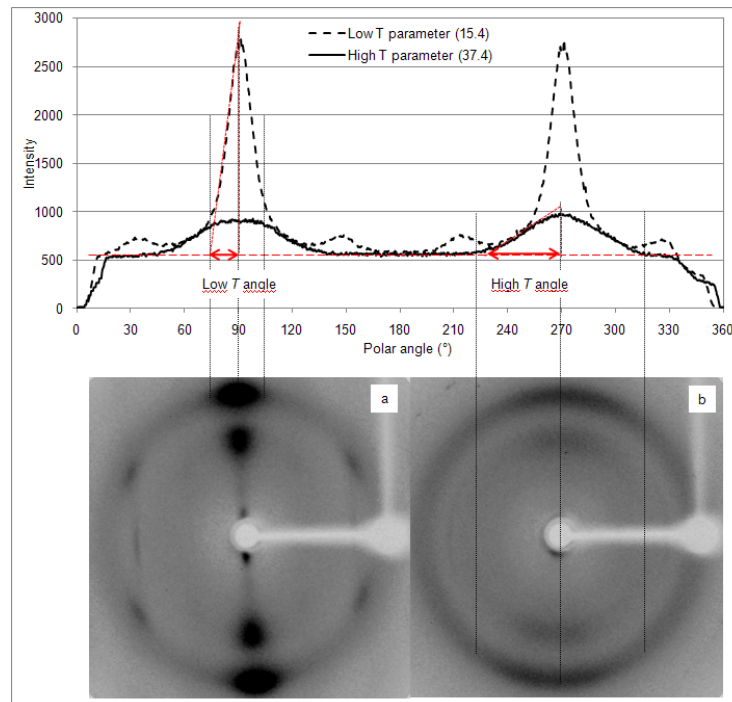 3000
Low T parameter (15.4)
High T parameter (37.4)
2500
2000
1500
1000
500
0
Intensity
Low T angle
High T angle
0 30 60 90 120 150 180 210 240 270 300 330 360
Polar angle (°)
a
b